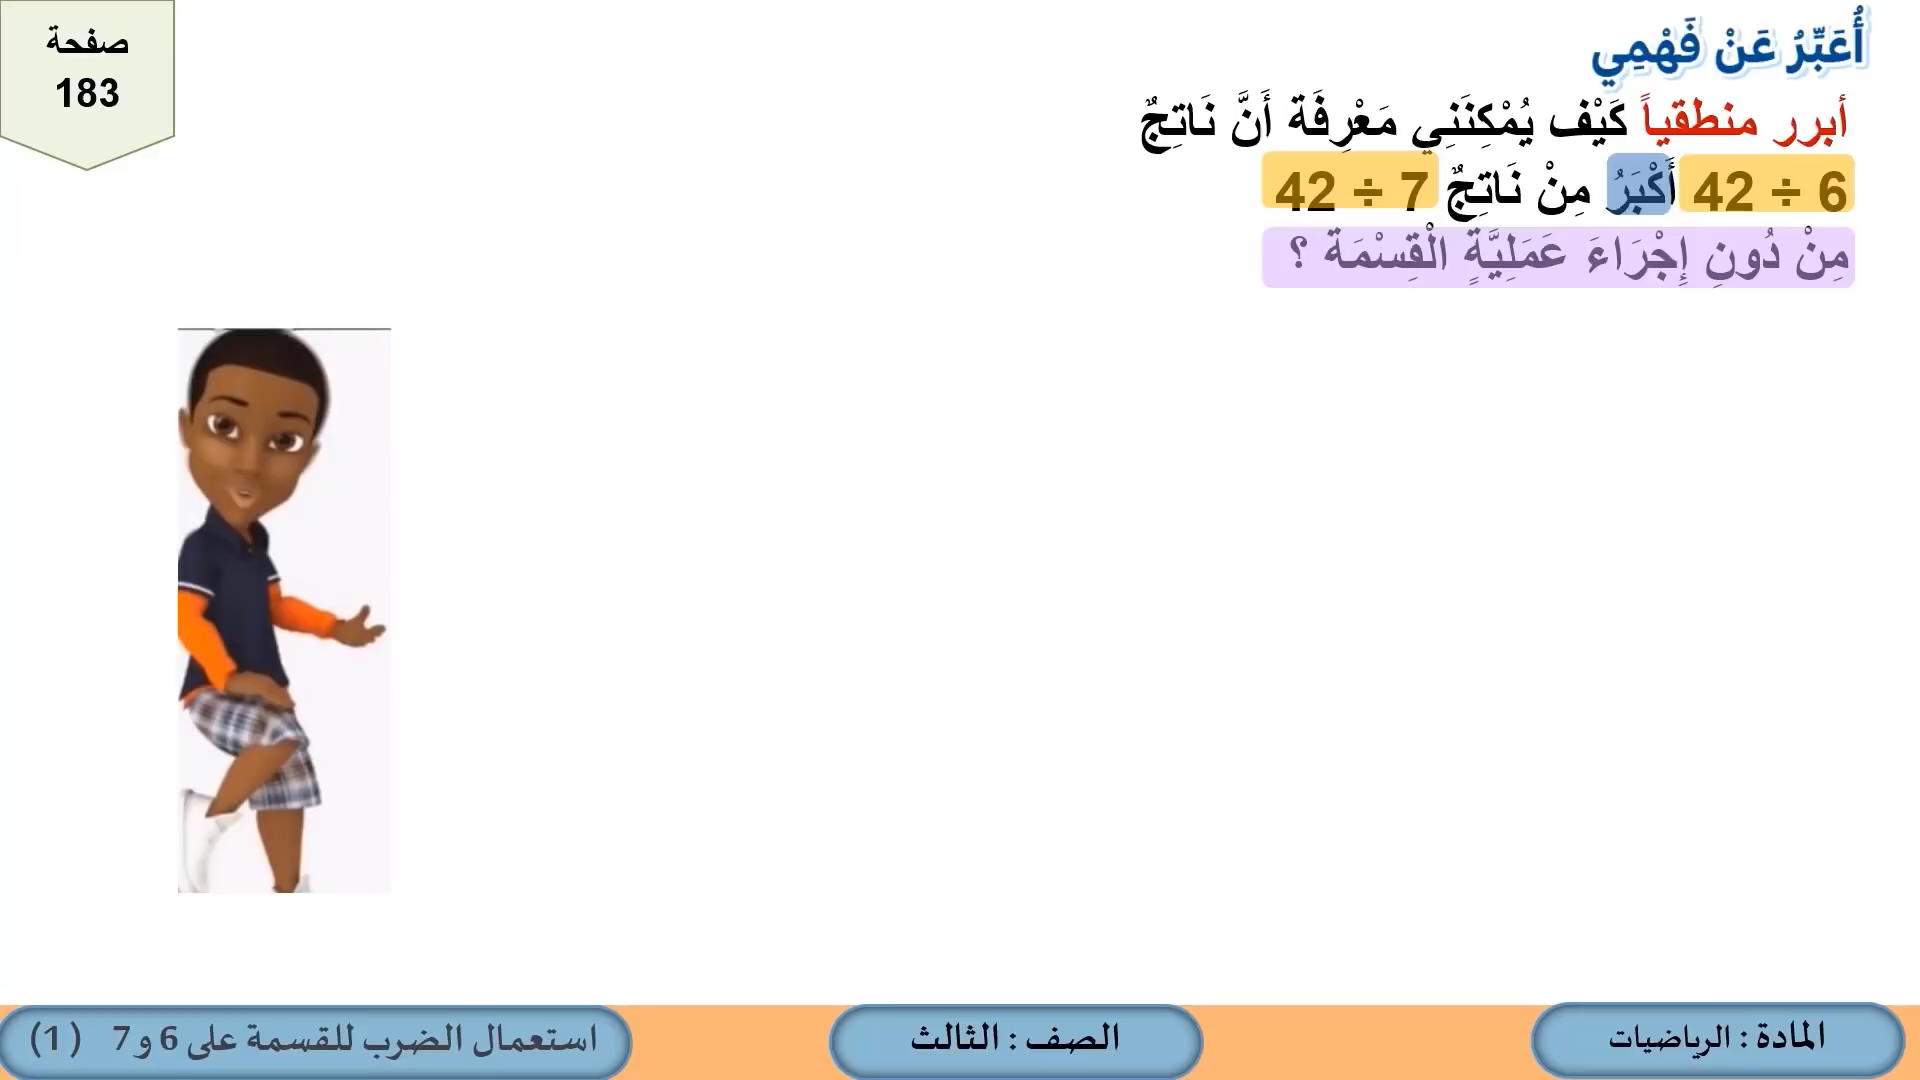 صفحة
183
أُعَبِّرُ عَنْ فَهْمِي
أبرر منطقياً كَيْف يُمْكِنَنِي مَعْرِفَة أَنَّ نَاتِجٌ
42 ÷ 6 أَكْبَرُ مِنْ نَاتِجٌ 42 ÷ 7
مِنْ دُونِ إِجْرَاءَ عَمَلِيَّةٍ الْقِسْمَة ؟
المادة : الرياضيات
الصف : الثالث
استعمال الضرب للقسمة على 6 و 7 (1)